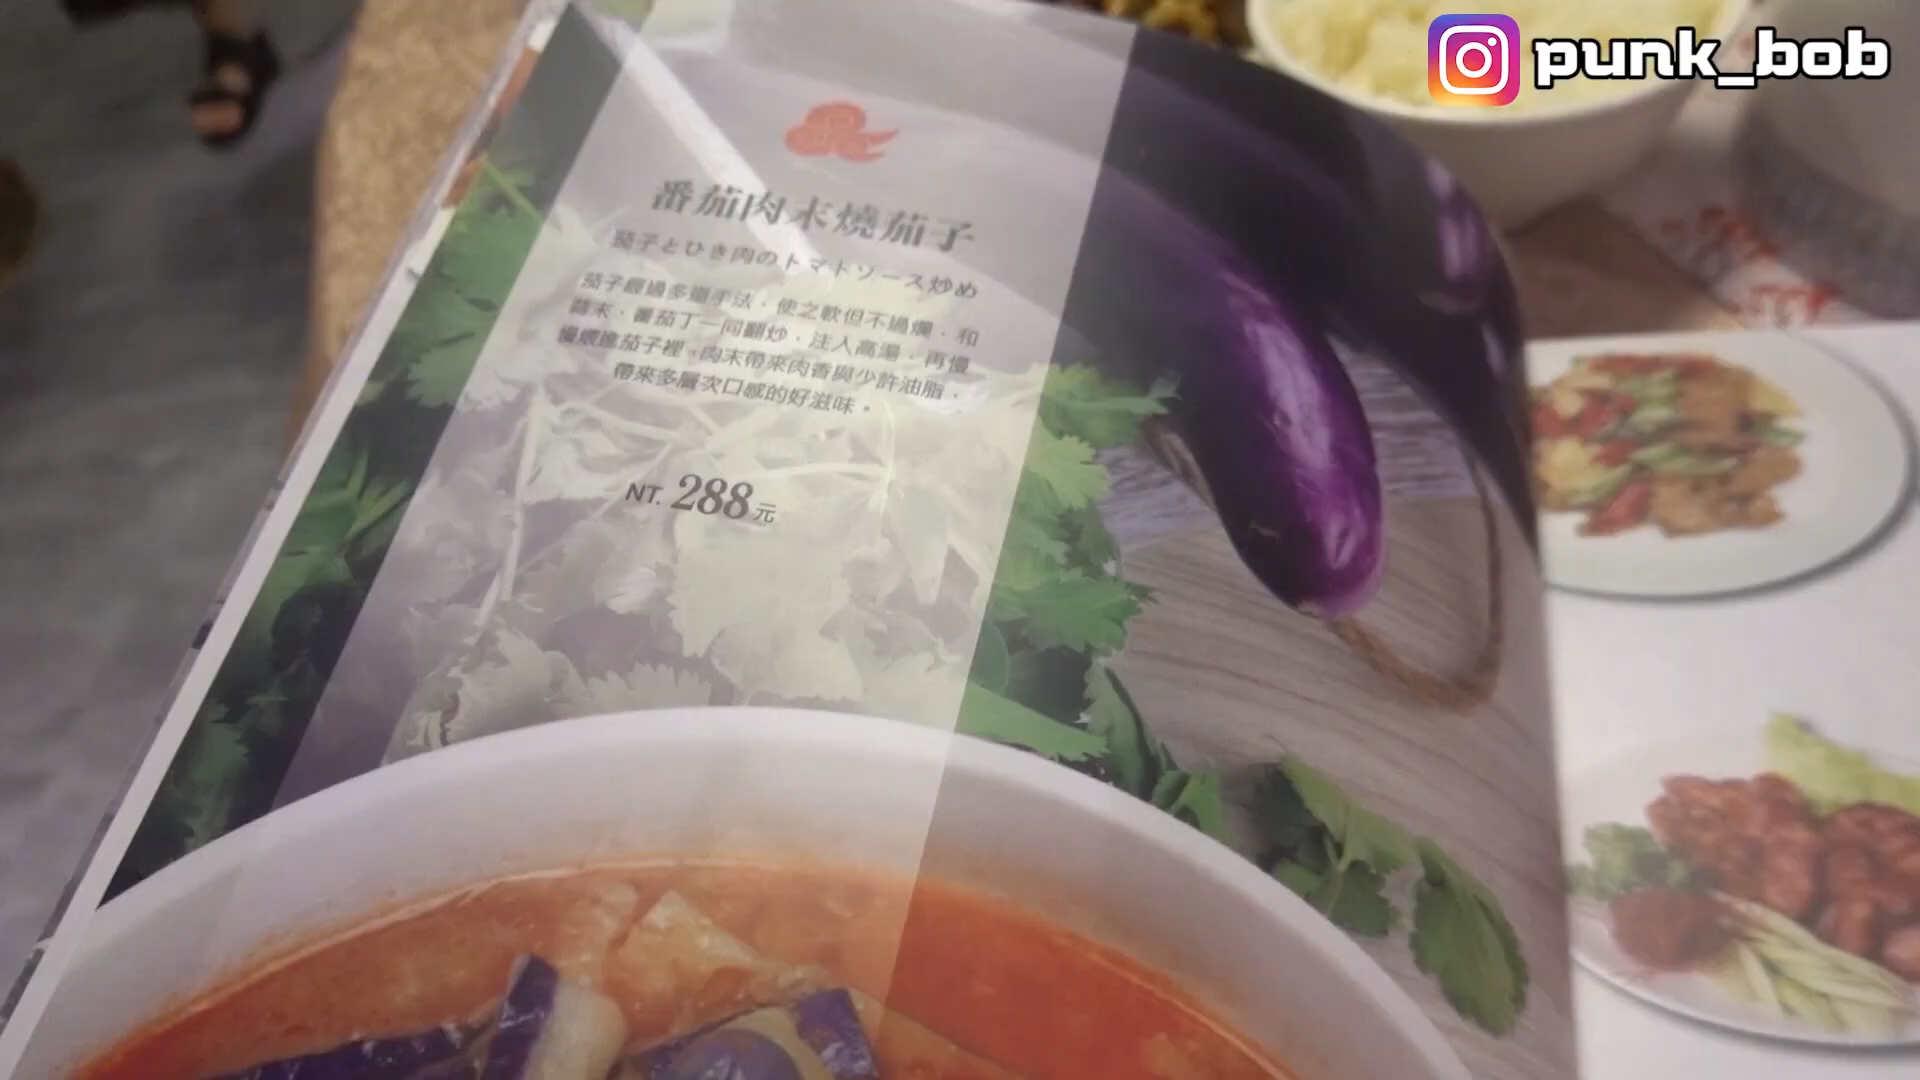 punk_bob
番茄肉末燒茄子
茄子とひき肉のトマトソース炒め
茄子經過多道手法，使之軟但不過爛，和
蒜末、番茄丁一同翻炒，注入高湯，再慢
慢煨進茄子裡，肉末帶來肉香與少許油脂，
帶來多層次口感的好滋味。
NT. 288元